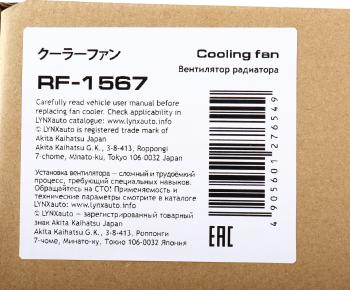 クーラーファン
Cooling fan
Вентилятор радиатора
RF-1567
Carefully read vehicle user manual before
replacing fan cooler. Check applicability in
LYNXauto catalogue: www.lynxauto.info
© LYNXauto is registered trade mark of
Akita Kaihatsu Japan
Akita Kaihatsu G.K., 3-8-413, Roppongi
7-chome, Minato-ku, Tokyo 106-0032 Japan
Установка вентилятора — сложный и трудоёмкий
процесс, требующий специальных навыков.
Обращайтесь на СТО! Применяемость и
технические параметры смотрите в каталоге
LYNXauto: www.lynxauto.info
© LYNXauto — зарегистрированный товарный
знак Akita Kaihatsu Japan
Akita Kaihatsu G.K., 3-8-413, Роппонги
7-чоме, Минато-ку, Токио 106-0032 Япония
4905601276549
EAC